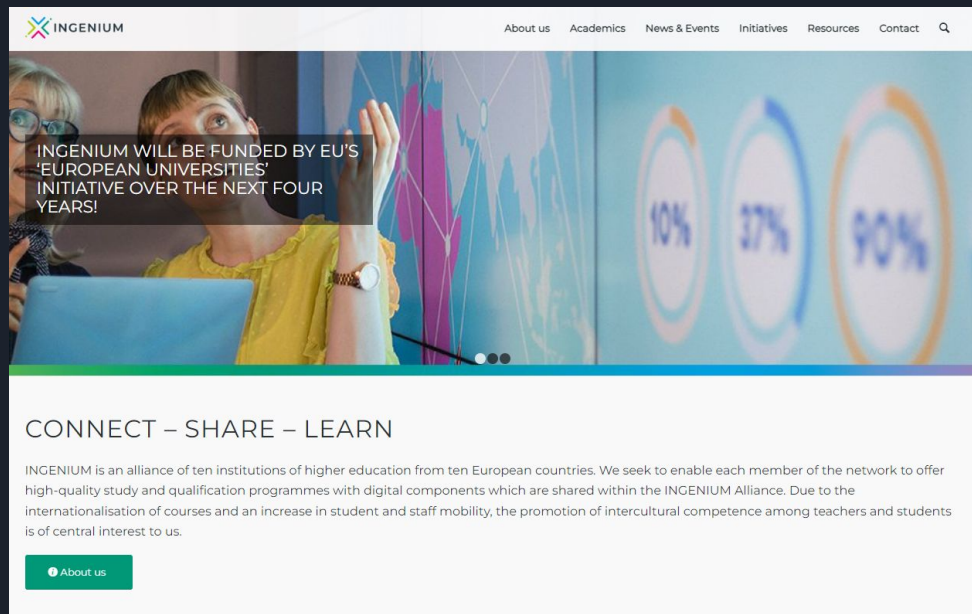 INGENIUM
About us Academics News & Events Initiatives Resources Contact
INGENIUM WILL BE FUNDED BY EU'S
'EUROPEAN UNIVERSITIES'
INITIATIVE OVER THE NEXT FOUR
YEARS!
10% 37% 90%
CONNECT – SHARE – LEARN
INGENIUM is an alliance of ten institutions of higher education from ten European countries. We seek to enable each member of the network to offer
high-quality study and qualification programmes with digital components which are shared within the INGENIUM Alliance. Due to the
internationalisation of courses and an increase in student and staff mobility, the promotion of intercultural competence among teachers and students
is of central interest to us.
About us